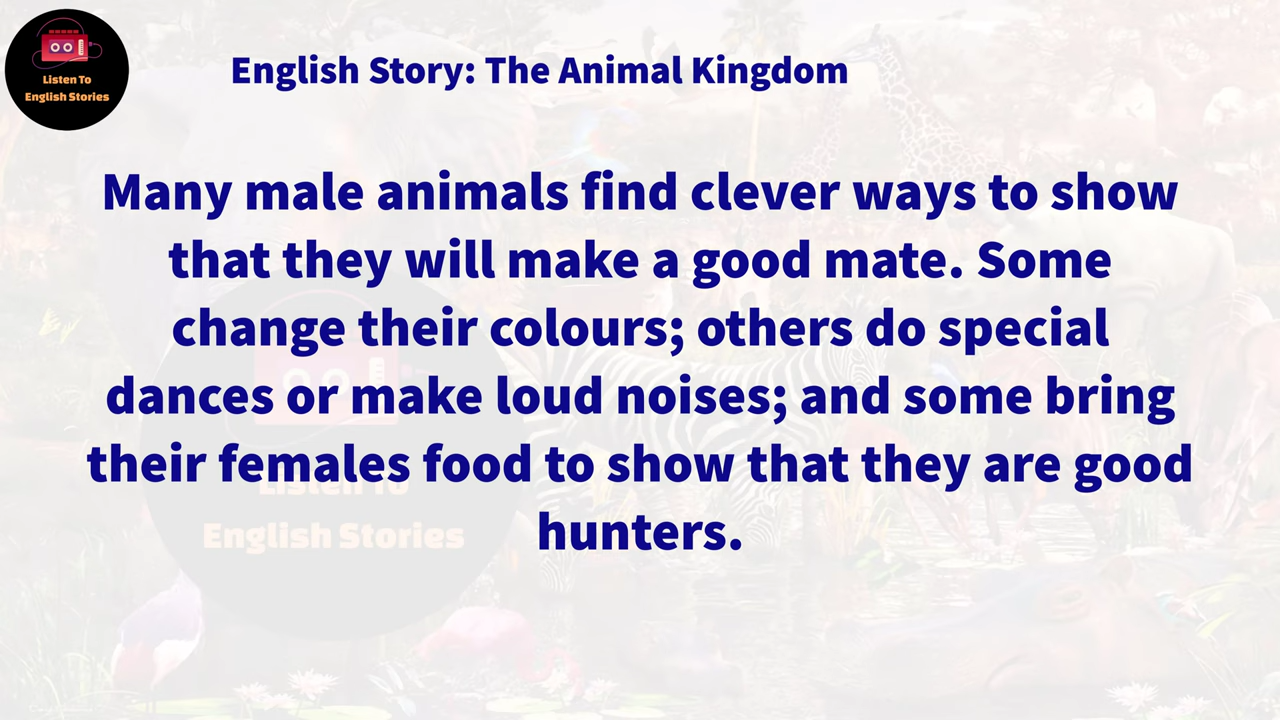 Listen To
English Stories
English Story: The Animal Kingdom
Many male animals find clever ways to show
that they will make a good mate. Some
change their colours; others do special
dances or make loud noises; and some bring
their females food to show that they are good
hunters.
Listen To
English Stories